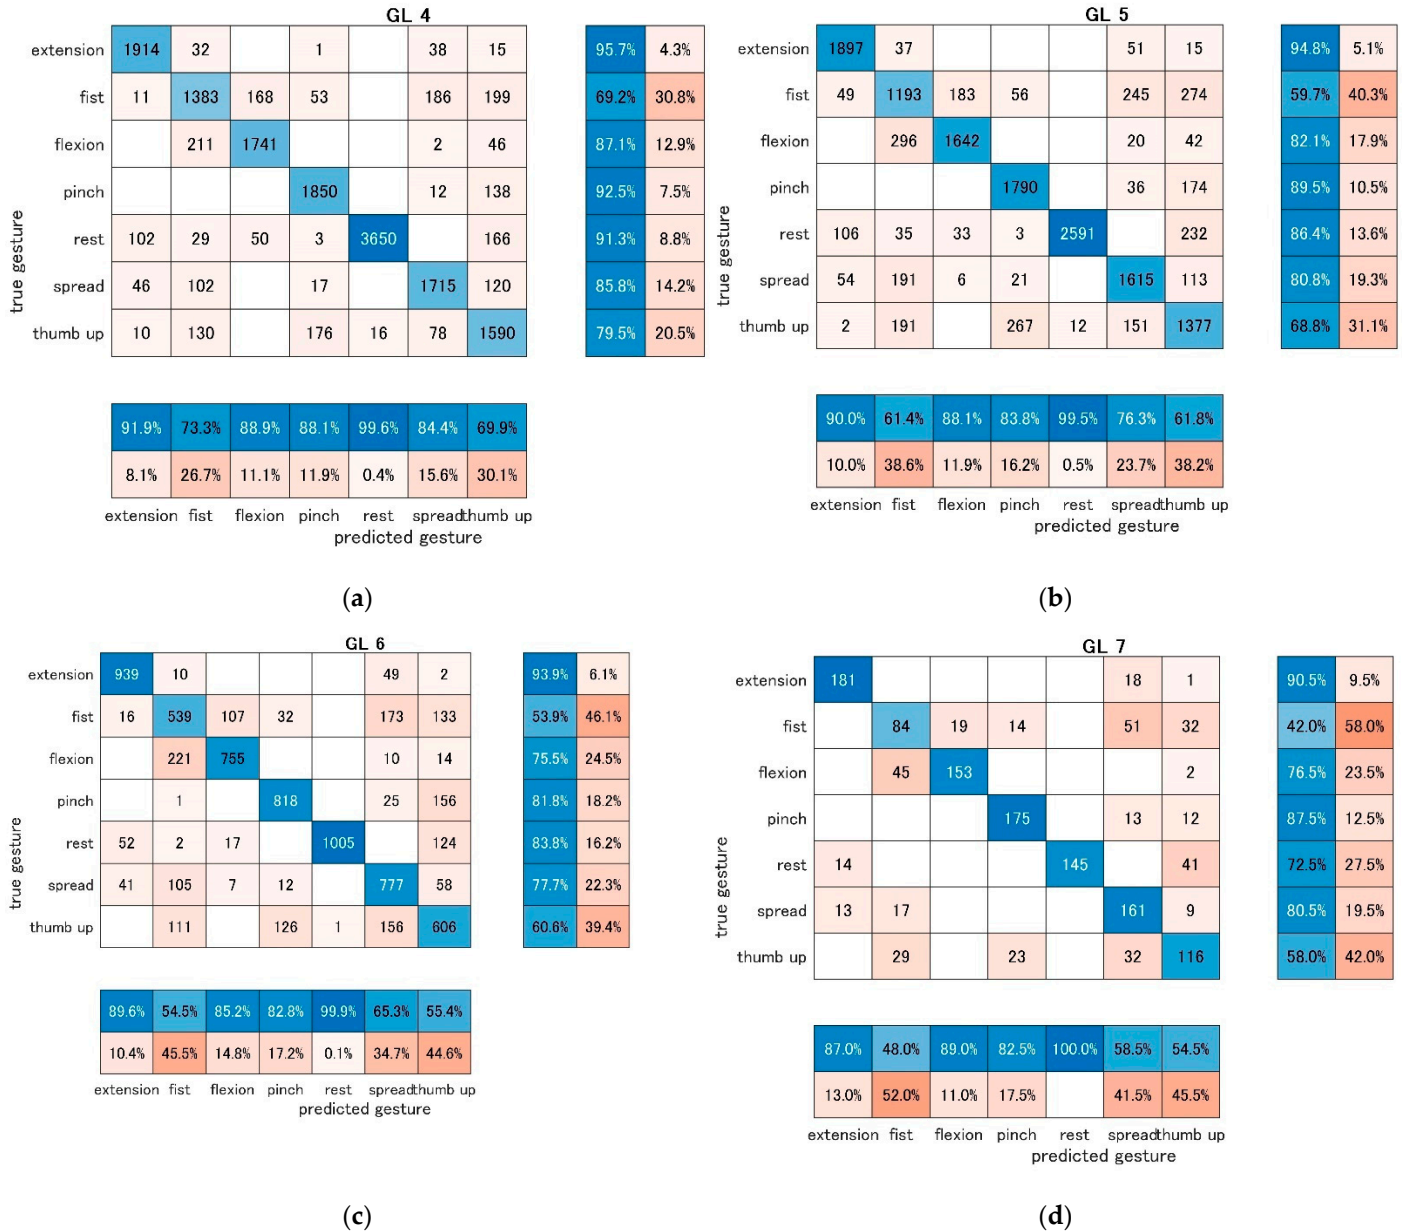 GL 4
extension 1914 32 1 38 15 95.7% 4.3%
fist 11 1383 168 53 186 199 69.2% 30.8%
flexion 211 1741 2 46 87.1% 12.9%
pinch 1850 12 138 92.5% 7.5%
rest 102 29 50 3 3650 166 91.3% 8.8%
spread 46 102 17 1715 120 85.8% 14.2%
thumb up 10 130 176 16 78 1590 79.5% 20.5%
true gesture
91.9% 73.3% 88.9% 88.1% 99.6% 84.4% 69.9%
8.1% 26.7% 11.1% 11.9% 0.4% 15.6% 30.1%
extension fist flexion pinch rest spread thumb up
predicted gesture
(a)
GL 5
extension 1897 37 51 15 94.8% 5.1%
fist 49 1193 183 56 245 274 59.7% 40.3%
flexion 296 1642 20 42 82.1% 17.9%
pinch 1790 36 174 89.5% 10.5%
rest 106 35 33 3 2591 232 86.4% 13.6%
spread 54 191 6 21 1615 113 80.8% 19.3%
thumb up 2 191 267 12 151 1377 68.8% 31.1%
true gesture
90.0% 61.4% 88.1% 83.8% 99.5% 76.3% 61.8%
10.0% 38.6% 11.9% 16.2% 0.5% 23.7% 38.2%
extension fist flexion pinch rest spread thumb up
predicted gesture
(b)
GL 6
extension 939 10 49 2 93.9% 6.1%
fist 16 539 107 32 173 133 53.9% 46.1%
flexion 221 755 10 14 75.5% 24.5%
pinch 1 818 25 156 81.8% 18.2%
rest 52 2 17 1005 124 83.8% 16.2%
spread 41 105 7 12 777 58 77.7% 22.3%
thumb up 111 126 1 156 606 60.6% 39.4%
true gesture
89.6% 54.5% 85.2% 82.8% 99.9% 65.3% 55.4%
10.4% 45.5% 14.8% 17.2% 0.1% 34.7% 44.6%
extension fist flexion pinch rest spread thumb up
predicted gesture
(c)
GL 7
extension 181 18 1 90.5% 9.5%
fist 84 19 14 51 32 42.0% 58.0%
flexion 45 153 2 76.5% 23.5%
pinch 175 13 12 87.5% 12.5%
rest 14 145 41 72.5% 27.5%
spread 13 17 161 9 80.5% 19.5%
thumb up 29 23 32 116 58.0% 42.0%
true gesture
87.0% 48.0% 89.0% 82.5% 100.0% 58.5% 54.5%
13.0% 52.0% 11.0% 17.5% 41.5% 45.5%
extension fist flexion pinch rest spread thumb up
predicted gesture
(d)